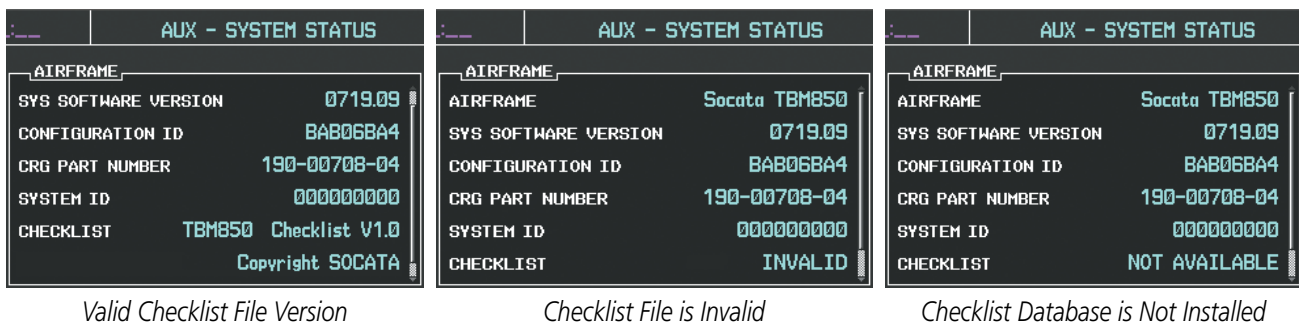 AUX - SYSTEM STATUS
AIRFRAME
SYS SOFTWARE VERSION 0719.09
CONFIGURATION ID BAB06BA4
CRG PART NUMBER 190-00708-04
SYSTEM ID 000000000
CHECKLIST TBM850 Checklist V1.0
Copyright SOCATA
Valid Checklist File Version
AUX - SYSTEM STATUS
AIRFRAME
AIRFRAME Socata TBM850
SYS SOFTWARE VERSION 0719.09
CONFIGURATION ID BAB06BA4
CRG PART NUMBER 190-00708-04
SYSTEM ID 000000000
CHECKLIST INVALID
Checklist File is Invalid
AUX - SYSTEM STATUS
AIRFRAME
AIRFRAME Socata TBM850
SYS SOFTWARE VERSION 0719.09
CONFIGURATION ID BAB06BA4
CRG PART NUMBER 190-00708-04
SYSTEM ID 000000000
CHECKLIST NOT AVAILABLE
Checklist Database is Not Installed